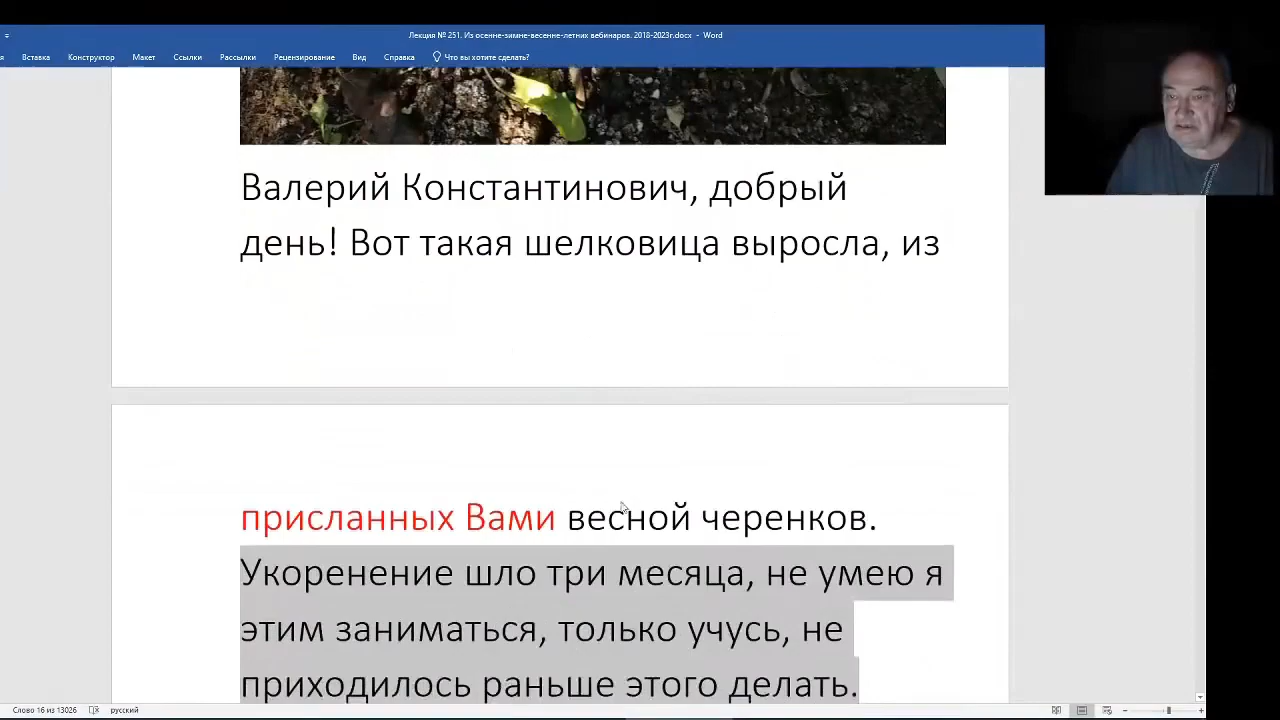 Лекция № 251. Из осенне-зимне-весенне-летних вебинаров. 2018-2023г.docx - Word
я Вставка Конструктор Макет Ссылки Рассылки Рецензирование Вид Справка Что вы хотите сделать?
Валерий Константинович, добрый
день! Вот такая шелковица выросла, из
присланных Вами весной черенков.
Укоренение шло три месяца, не умею я
этим заниматься, только учусь, не
приходилось раньше этого делать.
Слово 16 из 13026 русский